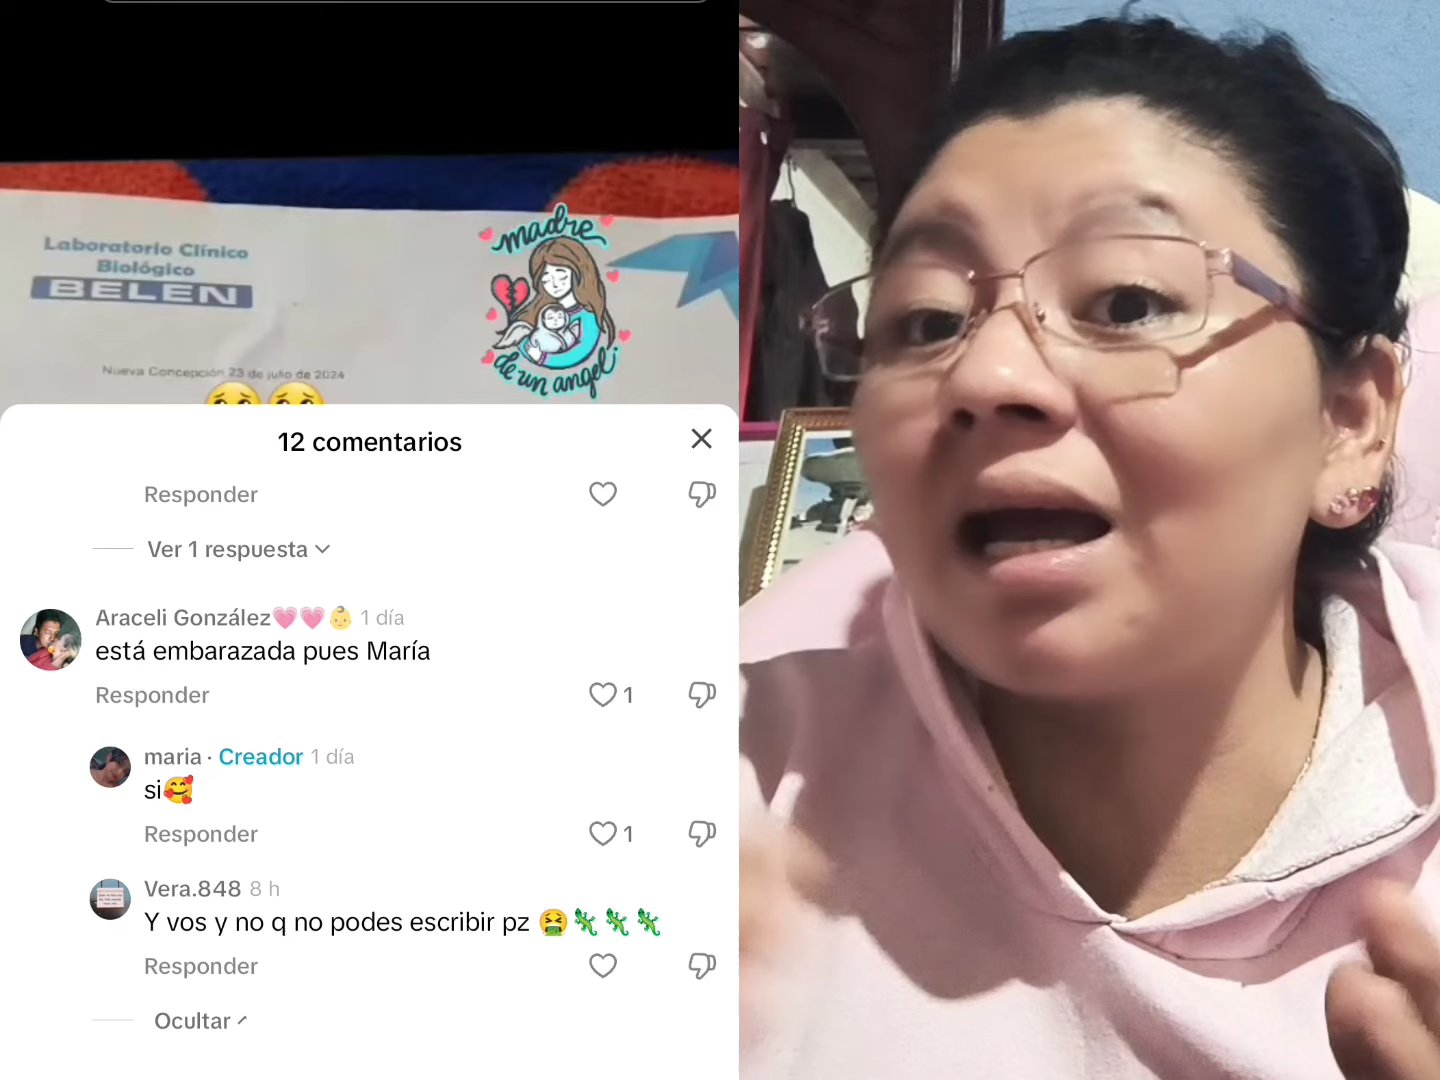 Laboratorio Clínico
Biológico
BELEN
madre
de un angel
Nueva Concepción 23 de julio de 2024
12 comentarios
Responder
Ver 1 respuesta
Araceli González💗💗👶 1 día
está embarazada pues María
Responder
1
maria · Creador 1 día
si🥰
Responder
1
Vera.848 8 h
Y vos y no q no podes escribir pz 🤮🦎🦎🦎
Responder
Ocultar